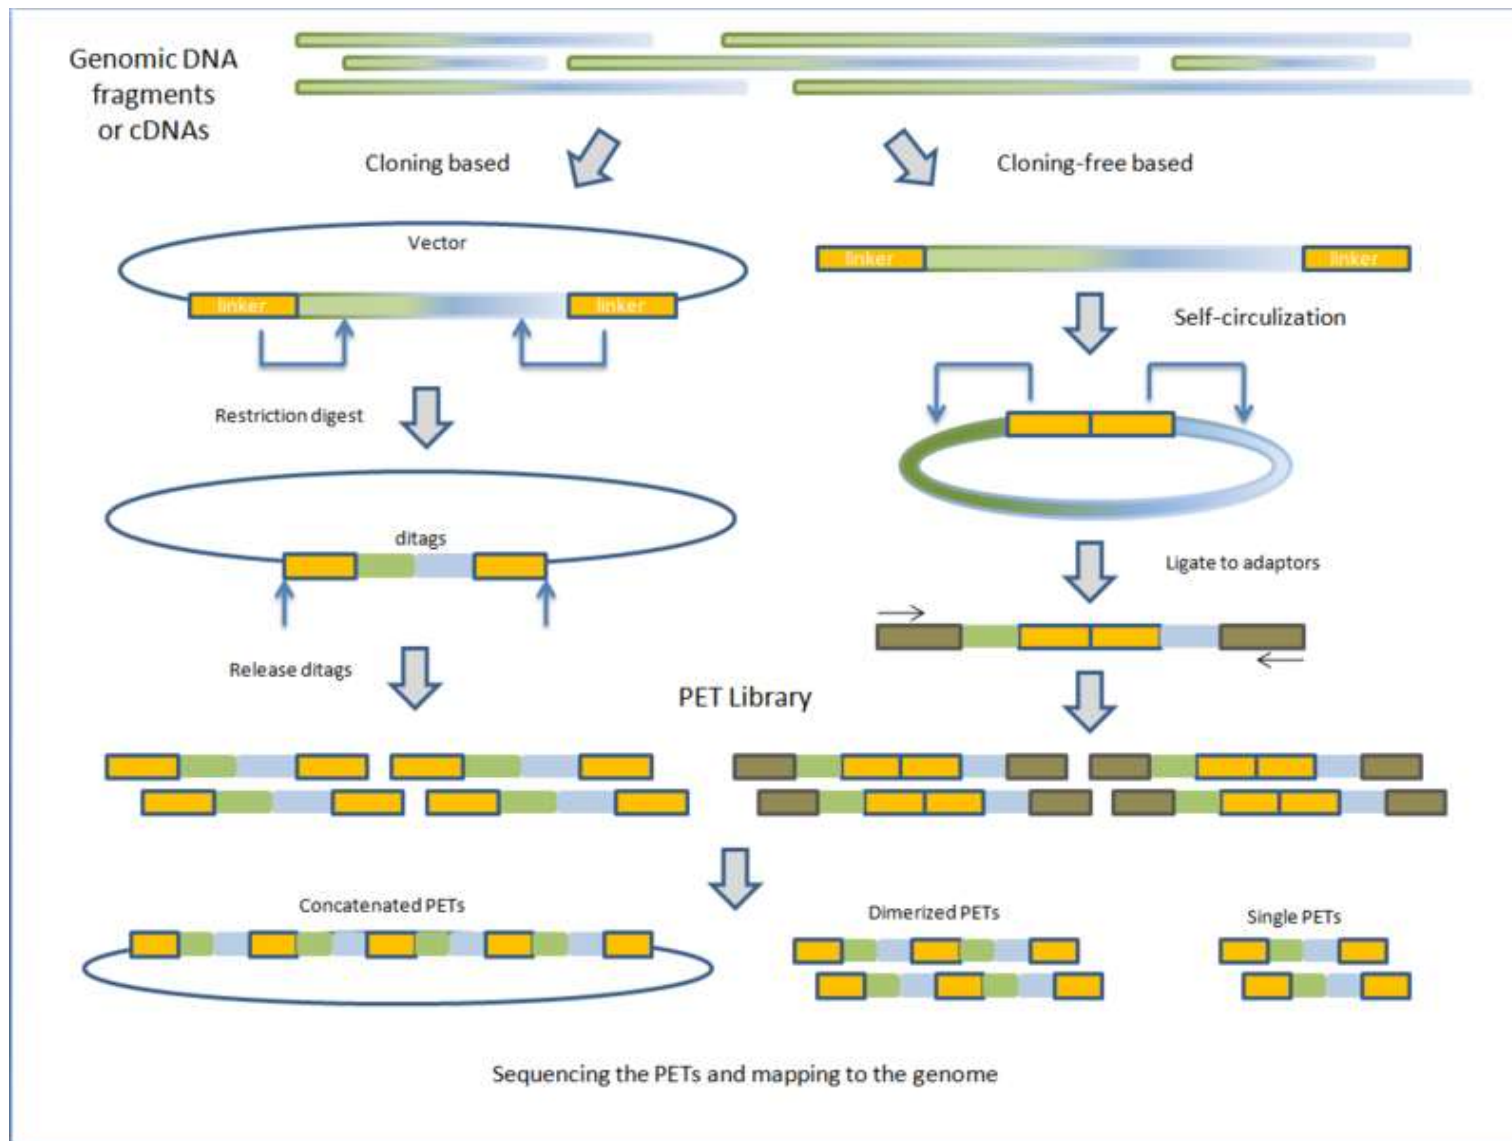 Genomic DNA
fragments
or cDNAs
Cloning based
Cloning-free based
Vector
linker
linker
linker
linker
Self-circulization
Restriction digest
ditags
Ligate to adaptors
Release ditags
PET Library
Concatenated PETs
Dimerized PETs
Single PETs
Sequencing the PETs and mapping to the genome